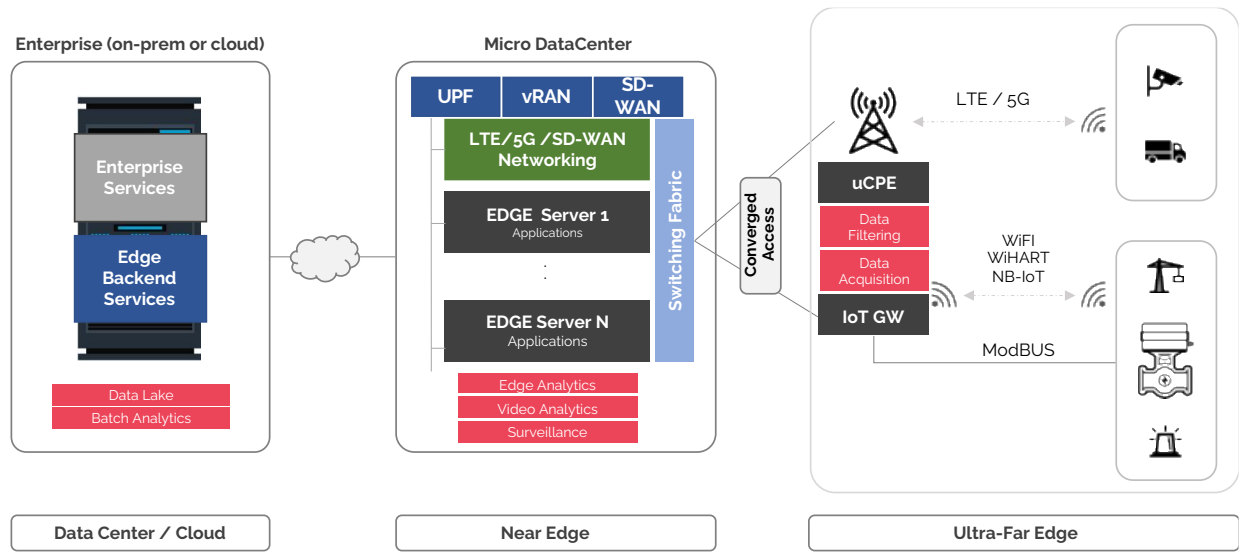 Enterprise (on-prem or cloud)
Enterprise
Services
Edge
Backend
Services
Data Lake
Batch Analytics
Data Center / Cloud
Micro DataCenter
UPF
vRAN
SD-
WAN
LTE/5G /SD-WAN
Networking
EDGE Server 1
Applications
:
EDGE Server N
Applications
Switching Fabric
Edge Analytics
Video Analytics
Surveillance
Near Edge
Converged
Access
uCPE
Data
Filtering
Data
Acquisition
IoT GW
LTE / 5G
WiFI
WiHART
NB-IoT
ModBUS
Ultra-Far Edge